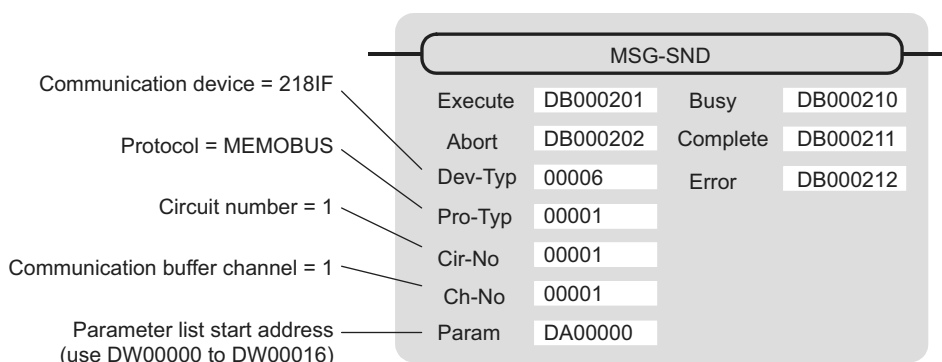 MSG-SND
Communication device = 218IF
Execute DB000201 Busy DB000210
Protocol = MEMOBUS
Abort DB000202 Complete DB000211
Dev-Typ 00006 Error DB000212
Circuit number = 1
Pro-Typ 00001
Communication buffer channel = 1
Cir-No 00001
Ch-No 00001
Parameter list start address
(use DW00000 to DW00016)
Param DA00000